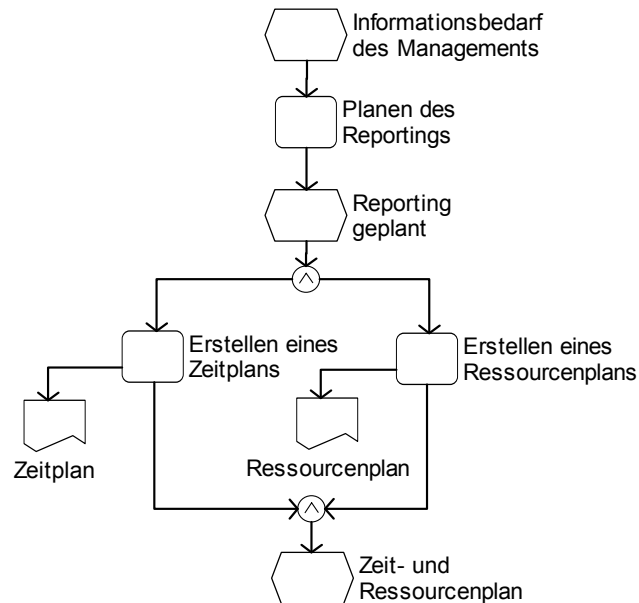 Informationsbedarf
des Managements
Planen des
Reportings
Reporting
geplant
Erstellen eines
Zeitplans
Erstellen eines
Ressourcenplans
Zeitplan
Ressourcenplan
Zeit- und
Ressourcenplan